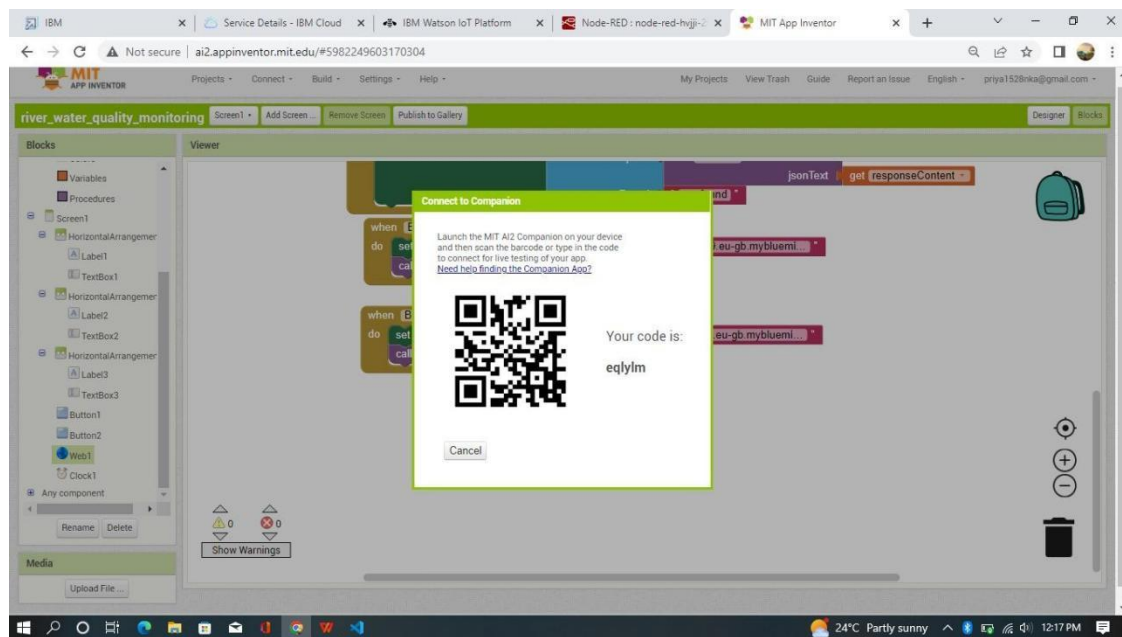 IBM
Service Details - IBM Cloud
IBM Watson IoT Platform
Node-RED : node-red-hvjji-2
MIT App Inventor
Not secure
ai2.appinventor.mit.edu/#5982249603170304
MIT
APP INVENTOR
Projects
Connect
Build
Settings
Help
My Projects
View Trash
Guide
Report an Issue
English
priya1528nka@gmail.com
river_water_quality_monito
ring
Screen1
Add Screen ...
Remove Screen
Publish to Gallery
Designer
Blocks
Blocks
Viewer
Variables
Procedures
Screen1
HorizontalArrangemer
Label1
TextBox1
HorizontalArrangemer
Label2
TextBox2
HorizontalArrangemer
Label3
TextBox3
Button1
Button2
Web1
Clock1
Any component
Rename
Delete
Media
Upload File ...
jsonText
get responseContent
when
do
set
call
.eu-gb.mybluemi...
when
do
set
call
.eu-gb.mybluemi...
Connect to Companion
Launch the MIT AI2 Companion on your device
and then scan the barcode or type in the code
to connect for live testing of your app.
Need help finding the Companion App?
Your code is:
eqlylm
Cancel
0
0
Show Warnings
24°C Partly sunny
12:17 PM